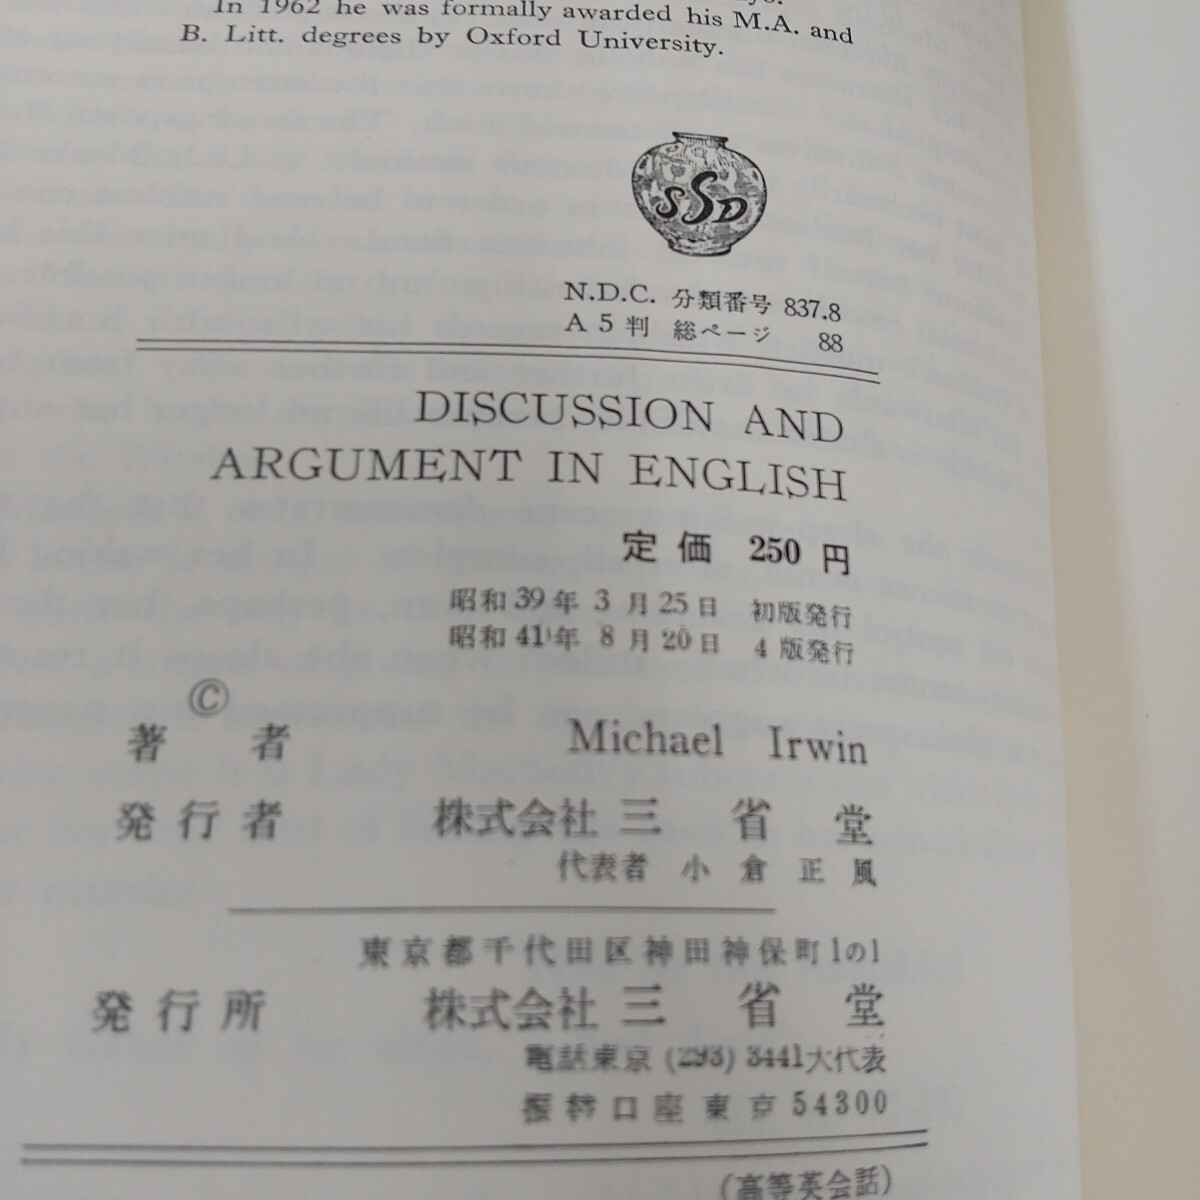 In 1962 he was formally awarded his M.A. and
B. Litt. degrees by Oxford University.
SSD
N.D.C. 分類番号 837.8
A5判 総ページ 88
DISCUSSION AND
ARGUMENT IN ENGLISH
定価 250 円
昭和39年 3 月 25 日 初版発行
昭和41年 8 月 20 日 4 版発行
©
著 者 Michael Irwin
発行者 株式会社 三省堂
代表者 小倉正風
東京都千代田区神田神保町1の1
発行所 株式会社 三省堂
電話東京 (293) 3441大代表
振替口座東京 54300
(高等英会話)